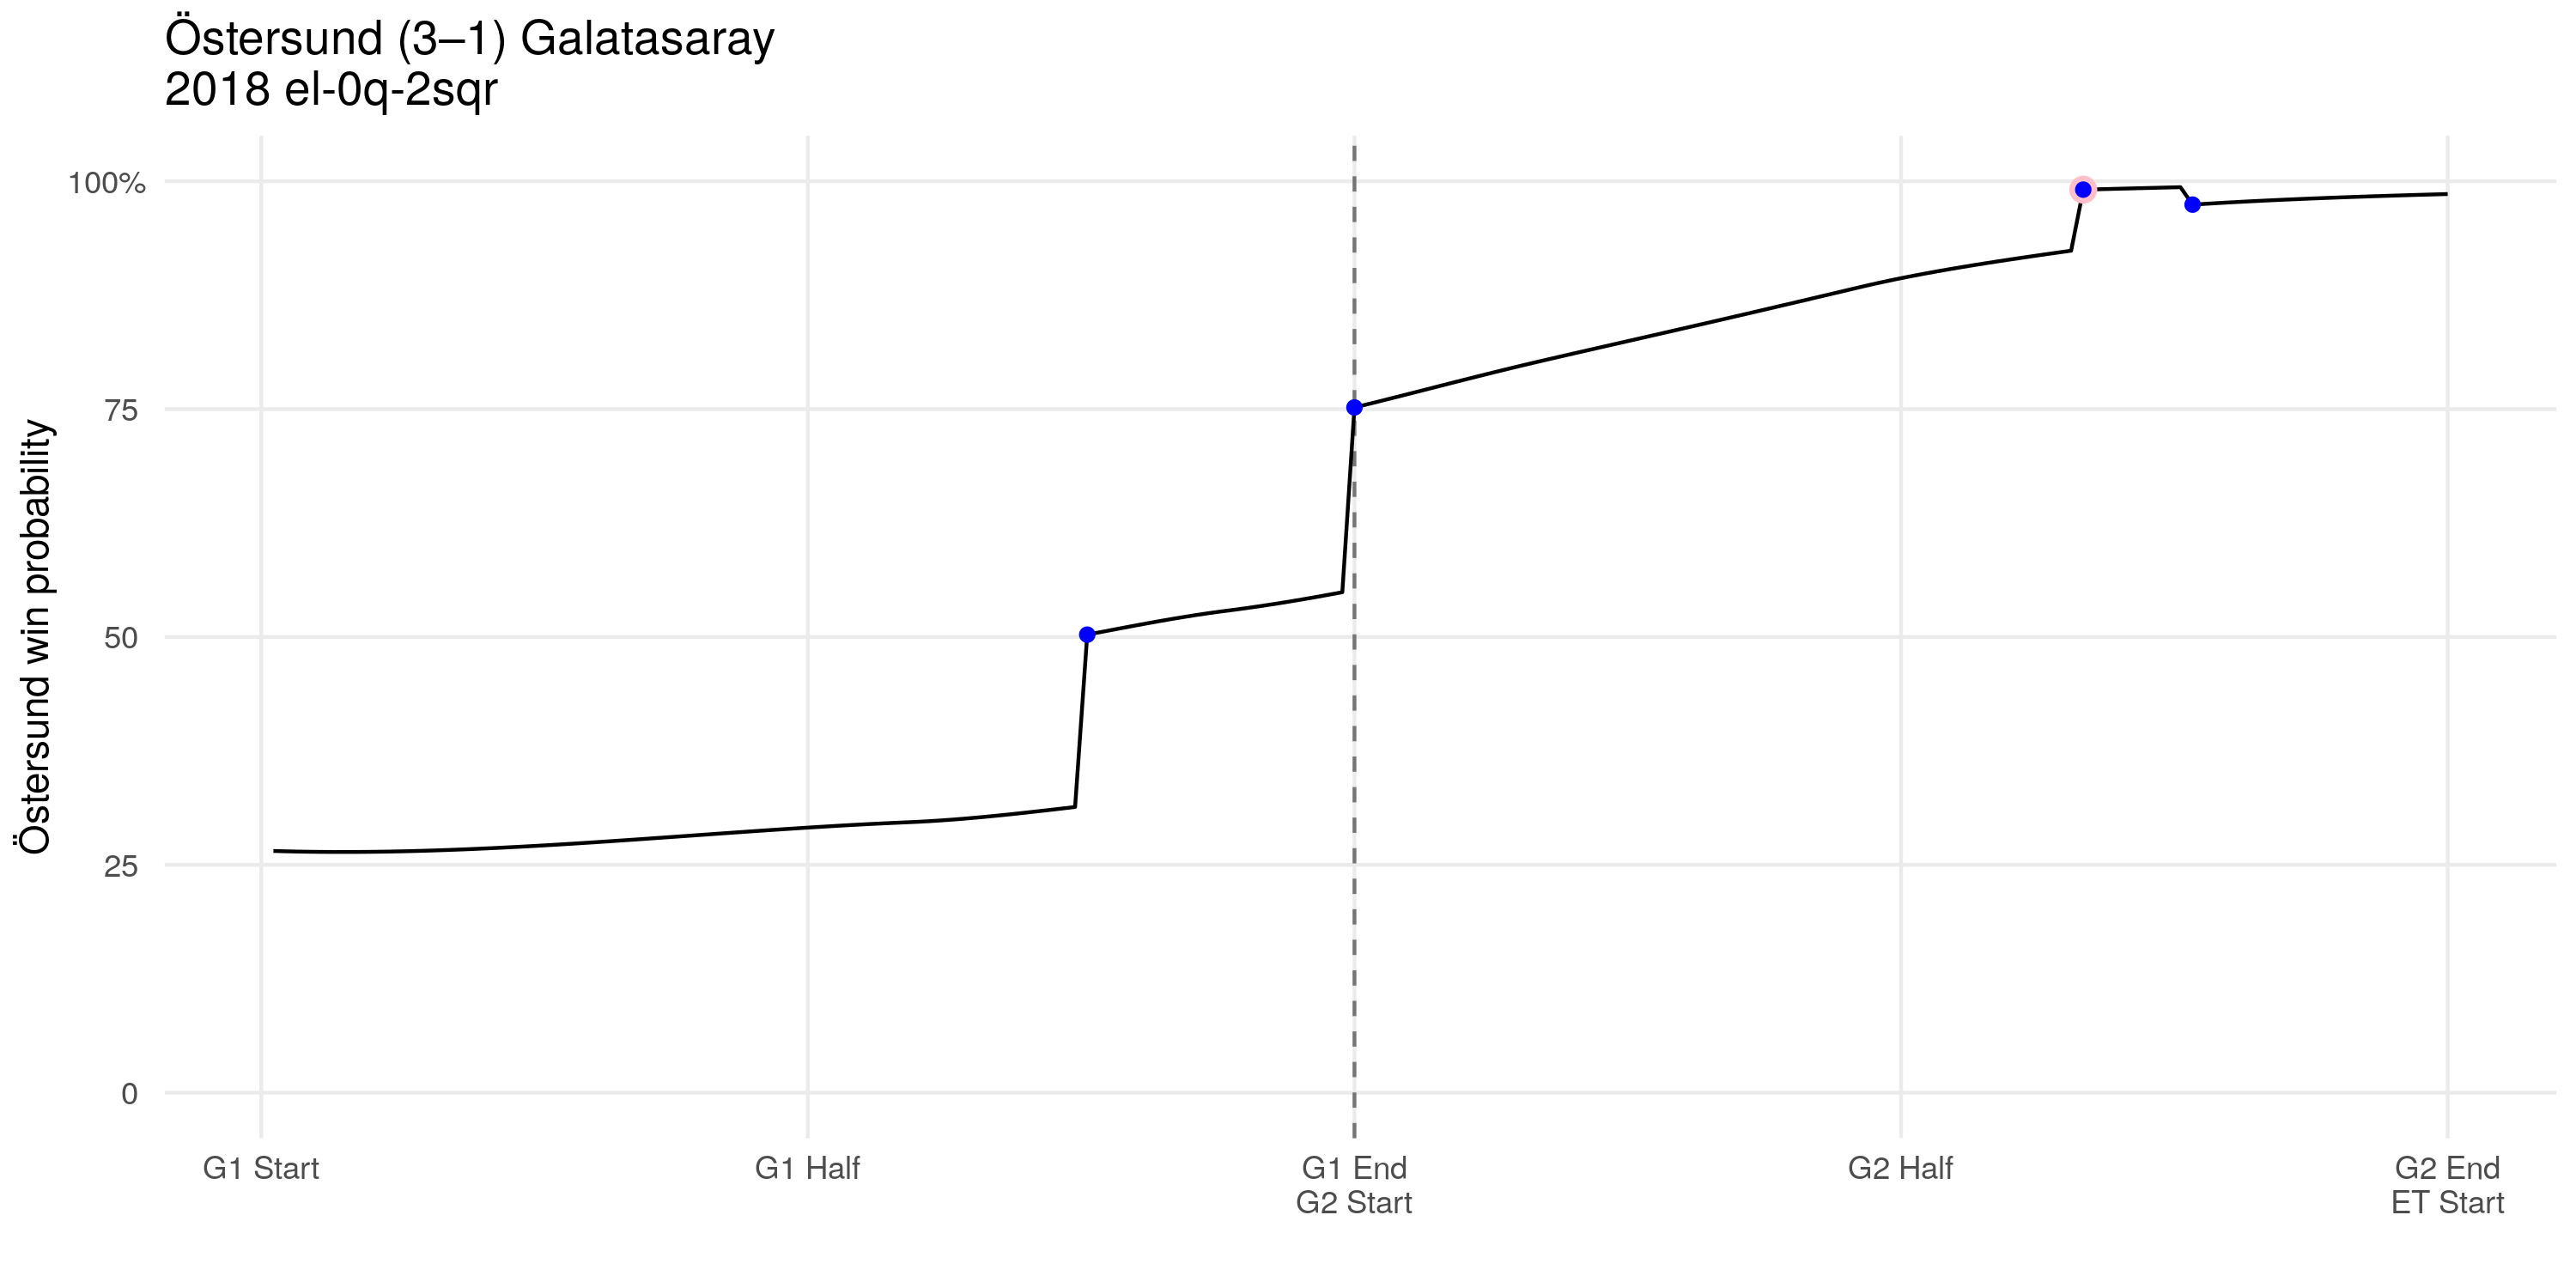 Östersund (3–1) Galatasaray
2018 el-0q-2sqr
Östersund win probability
100%
75
50
25
0
G1 Start
G1 Half
G1 End
G2 Start
G2 Half
G2 End
ET Start